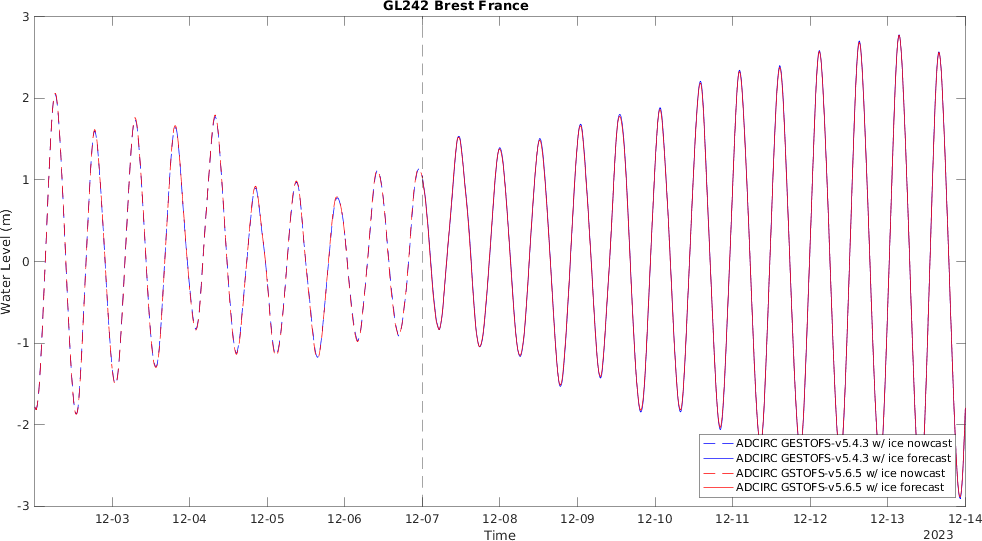 GL242 Brest France
3
2
1
0
-1
-2
-3
Water Level (m)
ADCIRC GESTOFS-v5.4.3 w/ ice nowcast
ADCIRC GESTOFS-v5.4.3 w/ ice forecast
ADCIRC GSTOFS-v5.6.5 w/ ice nowcast
ADCIRC GSTOFS-v5.6.5 w/ ice forecast
12-03 12-04 12-05 12-06 12-07 12-08 12-09 12-10 12-11 12-12 12-13 12-14
Time
2023